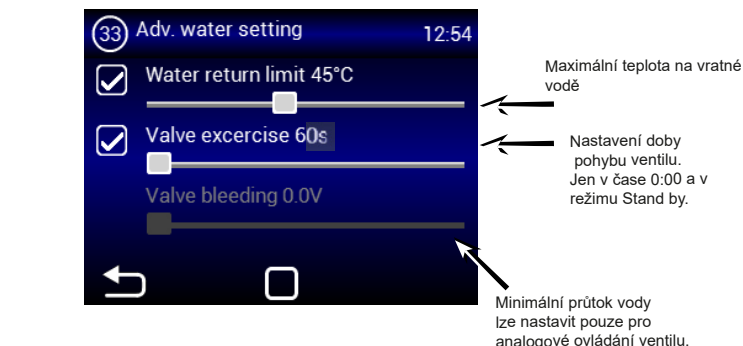 33 Adv. water setting 12:54
Water return limit 45°C
Valve excercise 60s
Valve bleeding 0.0V
Maximální teplota na vratné
vodě
Nastavení doby
pohybu ventilu.
Jen v čase 0:00 a v
režimu Stand by.
Minimální průtok vody
lze nastavit pouze pro
analogové ovládání ventilu.